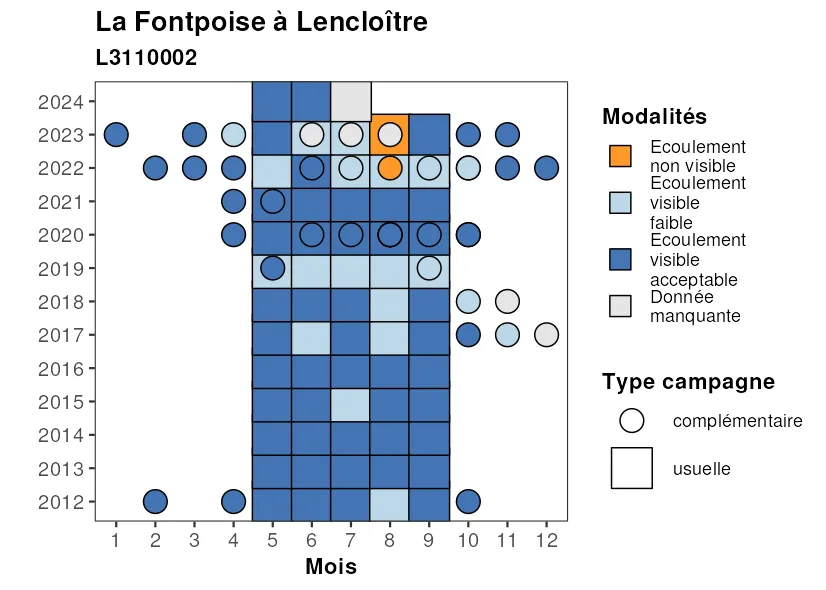 La Fontpoise à Lencloître
L3110002
2024
2023
2022
2021
2020
2019
2018
2017
2016
2015
2014
2013
2012
1 2 3 4 5 6 7 8 9 10 11 12
Mois
Modalités
Ecoulement
non visible
Ecoulement
visible
faible
Ecoulement
visible
acceptable
Donnée
manquante
Type campagne
complémentaire
usuelle